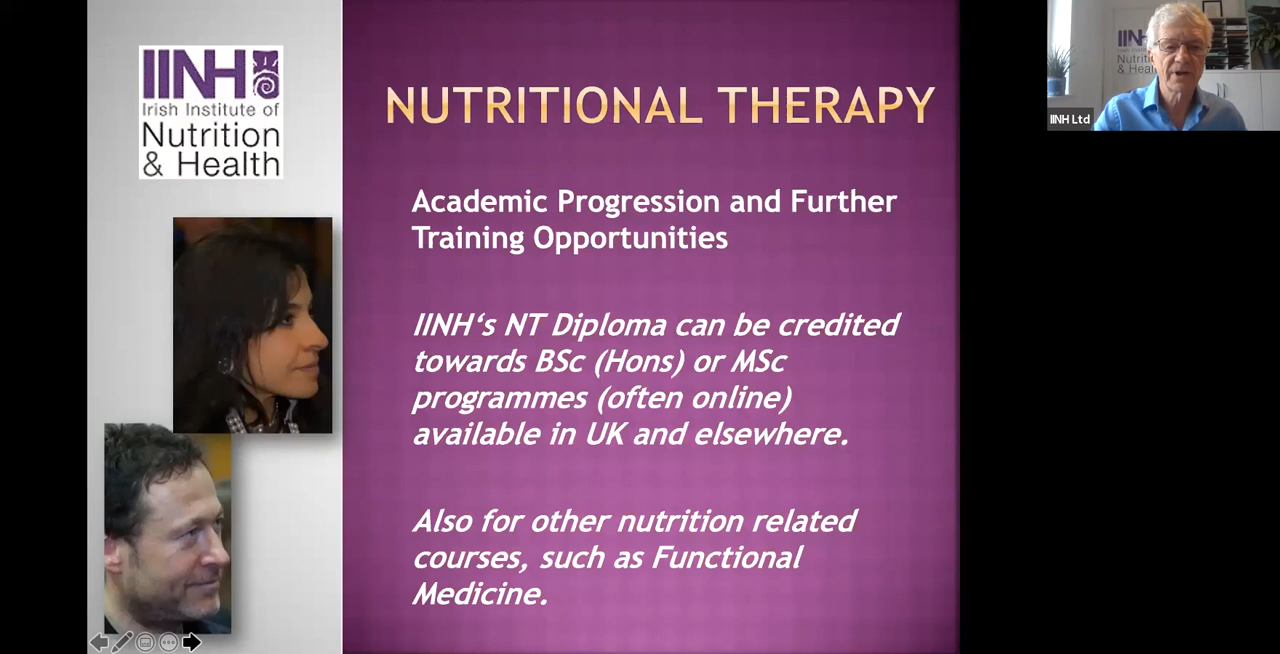 IINH
Irish Institute of
Nutrition
& Health
NUTRITIONAL THERAPY
Academic Progression and Further
Training Opportunities
IINH‘s NT Diploma can be credited
towards BSc (Hons) or MSc
programmes (often online)
available in UK and elsewhere.
Also for other nutrition related
courses, such as Functional
Medicine.
IINH Ltd